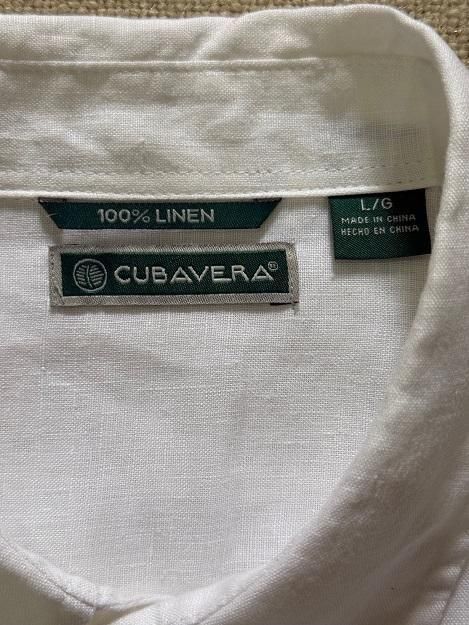 100% LINEN
L/G
MADE IN CHINA
HECHO EN CHINA
CUBAVERA®